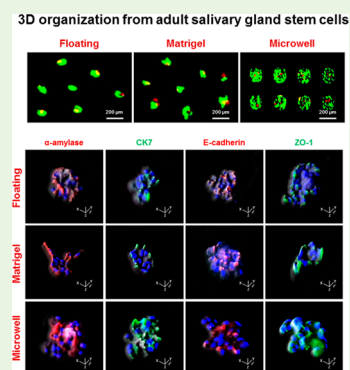 3D organization from adult salivary gland stem cells
Floating Matrigel Microwell
200 µm 200 µm 200 µm
α-amylase CK7 E-cadherin ZO-1
Floating
Matrigel
Microwell